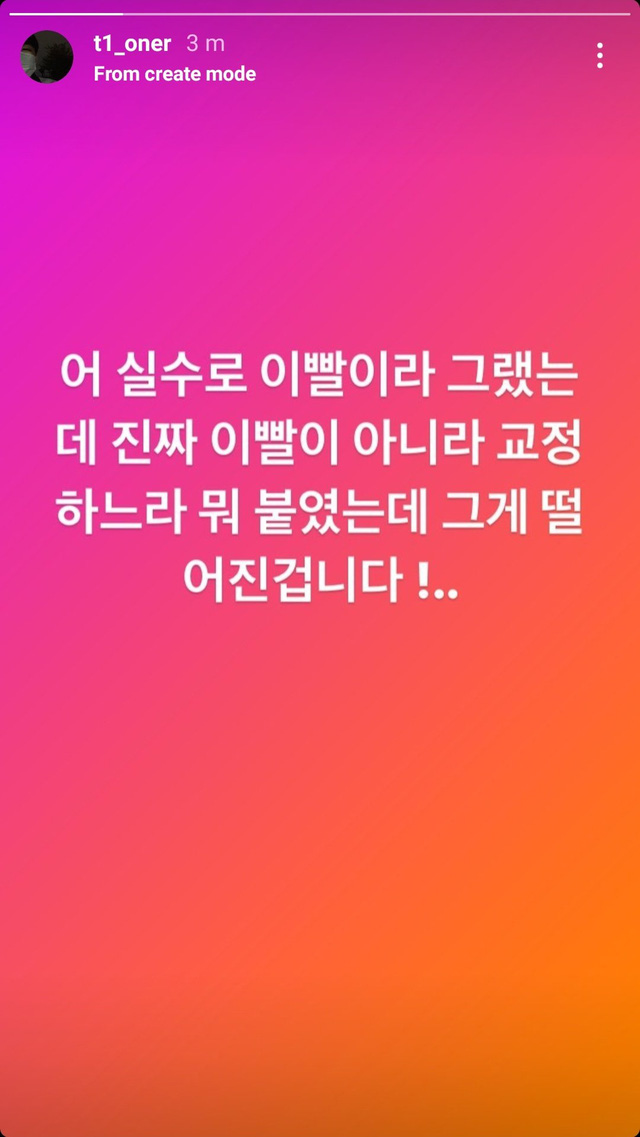 t1_oner 3 m
From create mode
어 실수로 이빨이라 그랬는
데 진짜 이빨이 아니라 교정
하느라 뭐 붙였는데 그게 떨
어진겁니다 !..